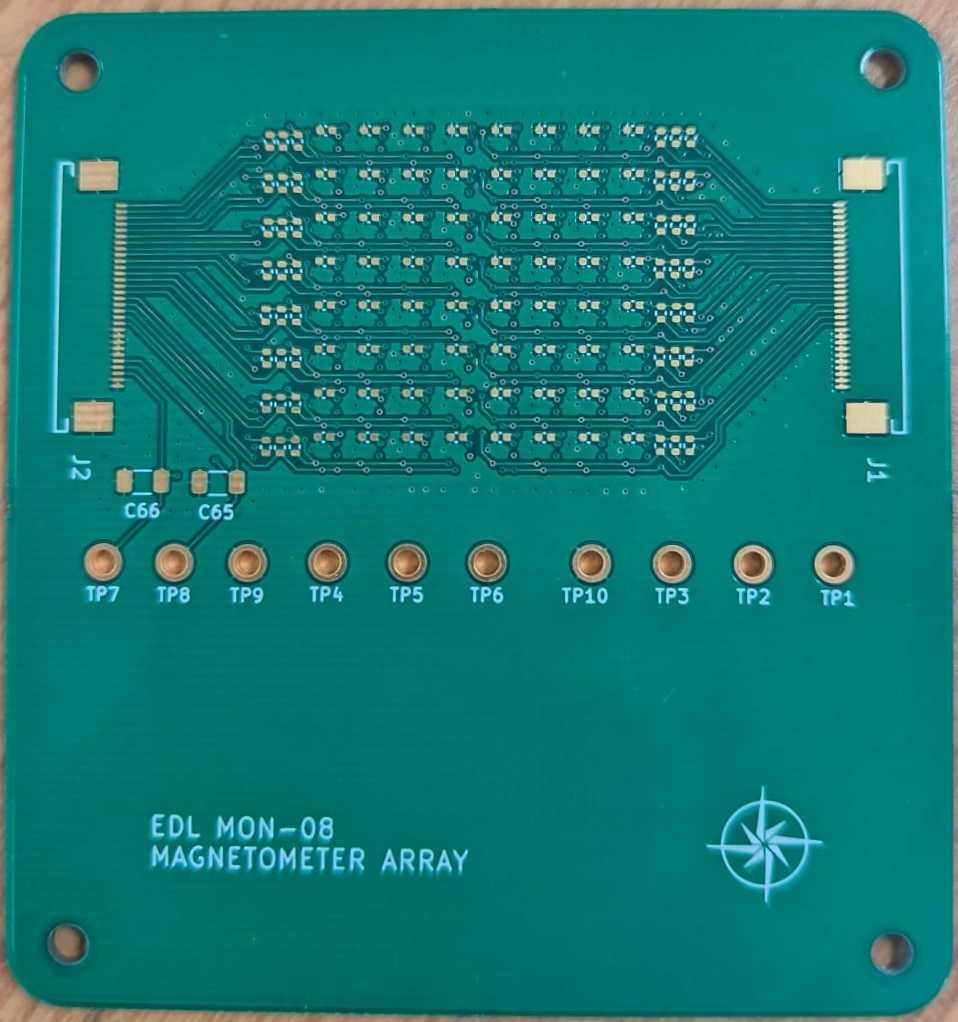 J2
J1
C66 C65
TP7 TP8 TP9 TP4 TP5 TP6 TP10 TP3 TP2 TP1
EDL MON-08
MAGNETOMETER ARRAY